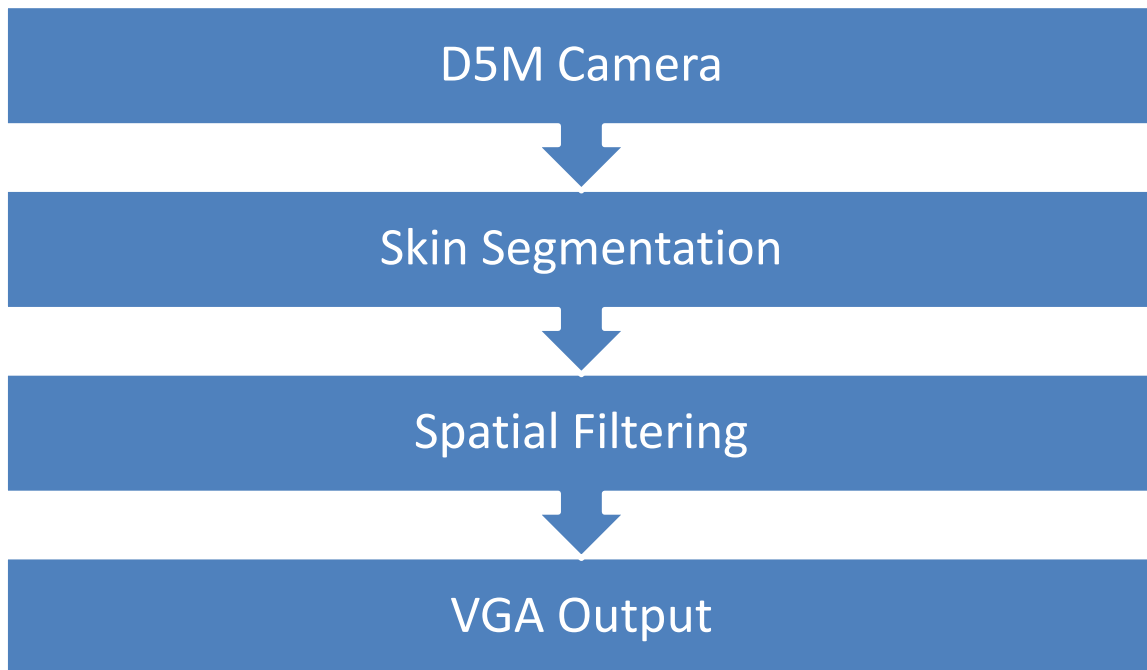 D5M Camera
Skin Segmentation
Spatial Filtering
VGA Output